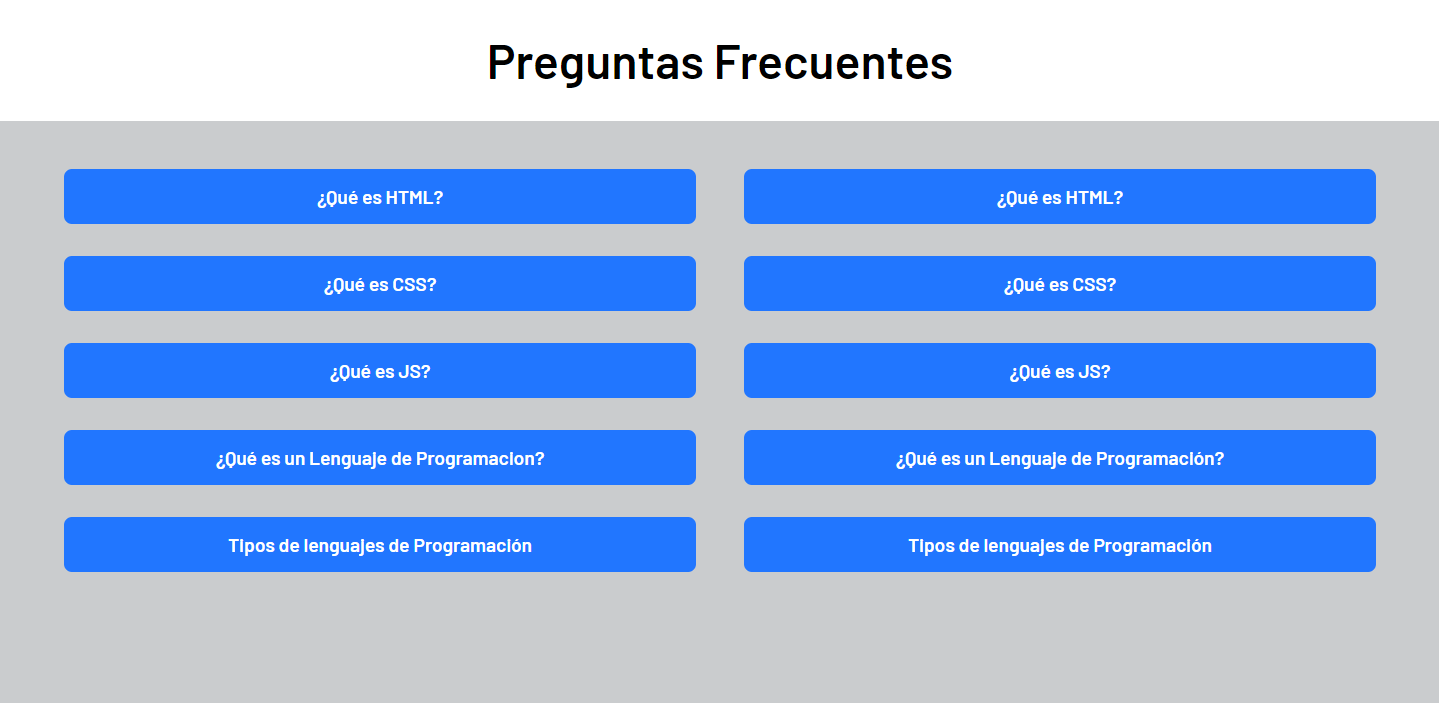 Preguntas Frecuentes
¿Qué es HTML?
¿Qué es HTML?
¿Qué es CSS?
¿Qué es CSS?
¿Qué es JS?
¿Qué es JS?
¿Qué es un Lenguaje de Programacion?
¿Qué es un Lenguaje de Programación?
Tipos de lenguajes de Programación
Tipos de lenguajes de Programación